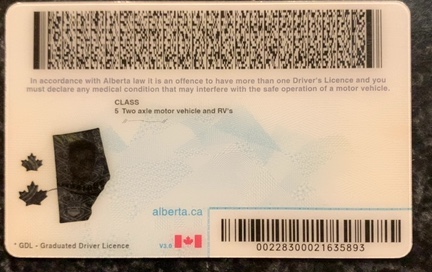 In accordance with Alberta law it is an offence to have more than one Driver's Licence and you
must declare any medical condition that may interfere with the safe operation of a motor vehicle.
CLASS
5 Two axle motor vehicle and RV's
alberta.ca
* GDL - Graduated Driver Licence
V3.0
00228300021635893